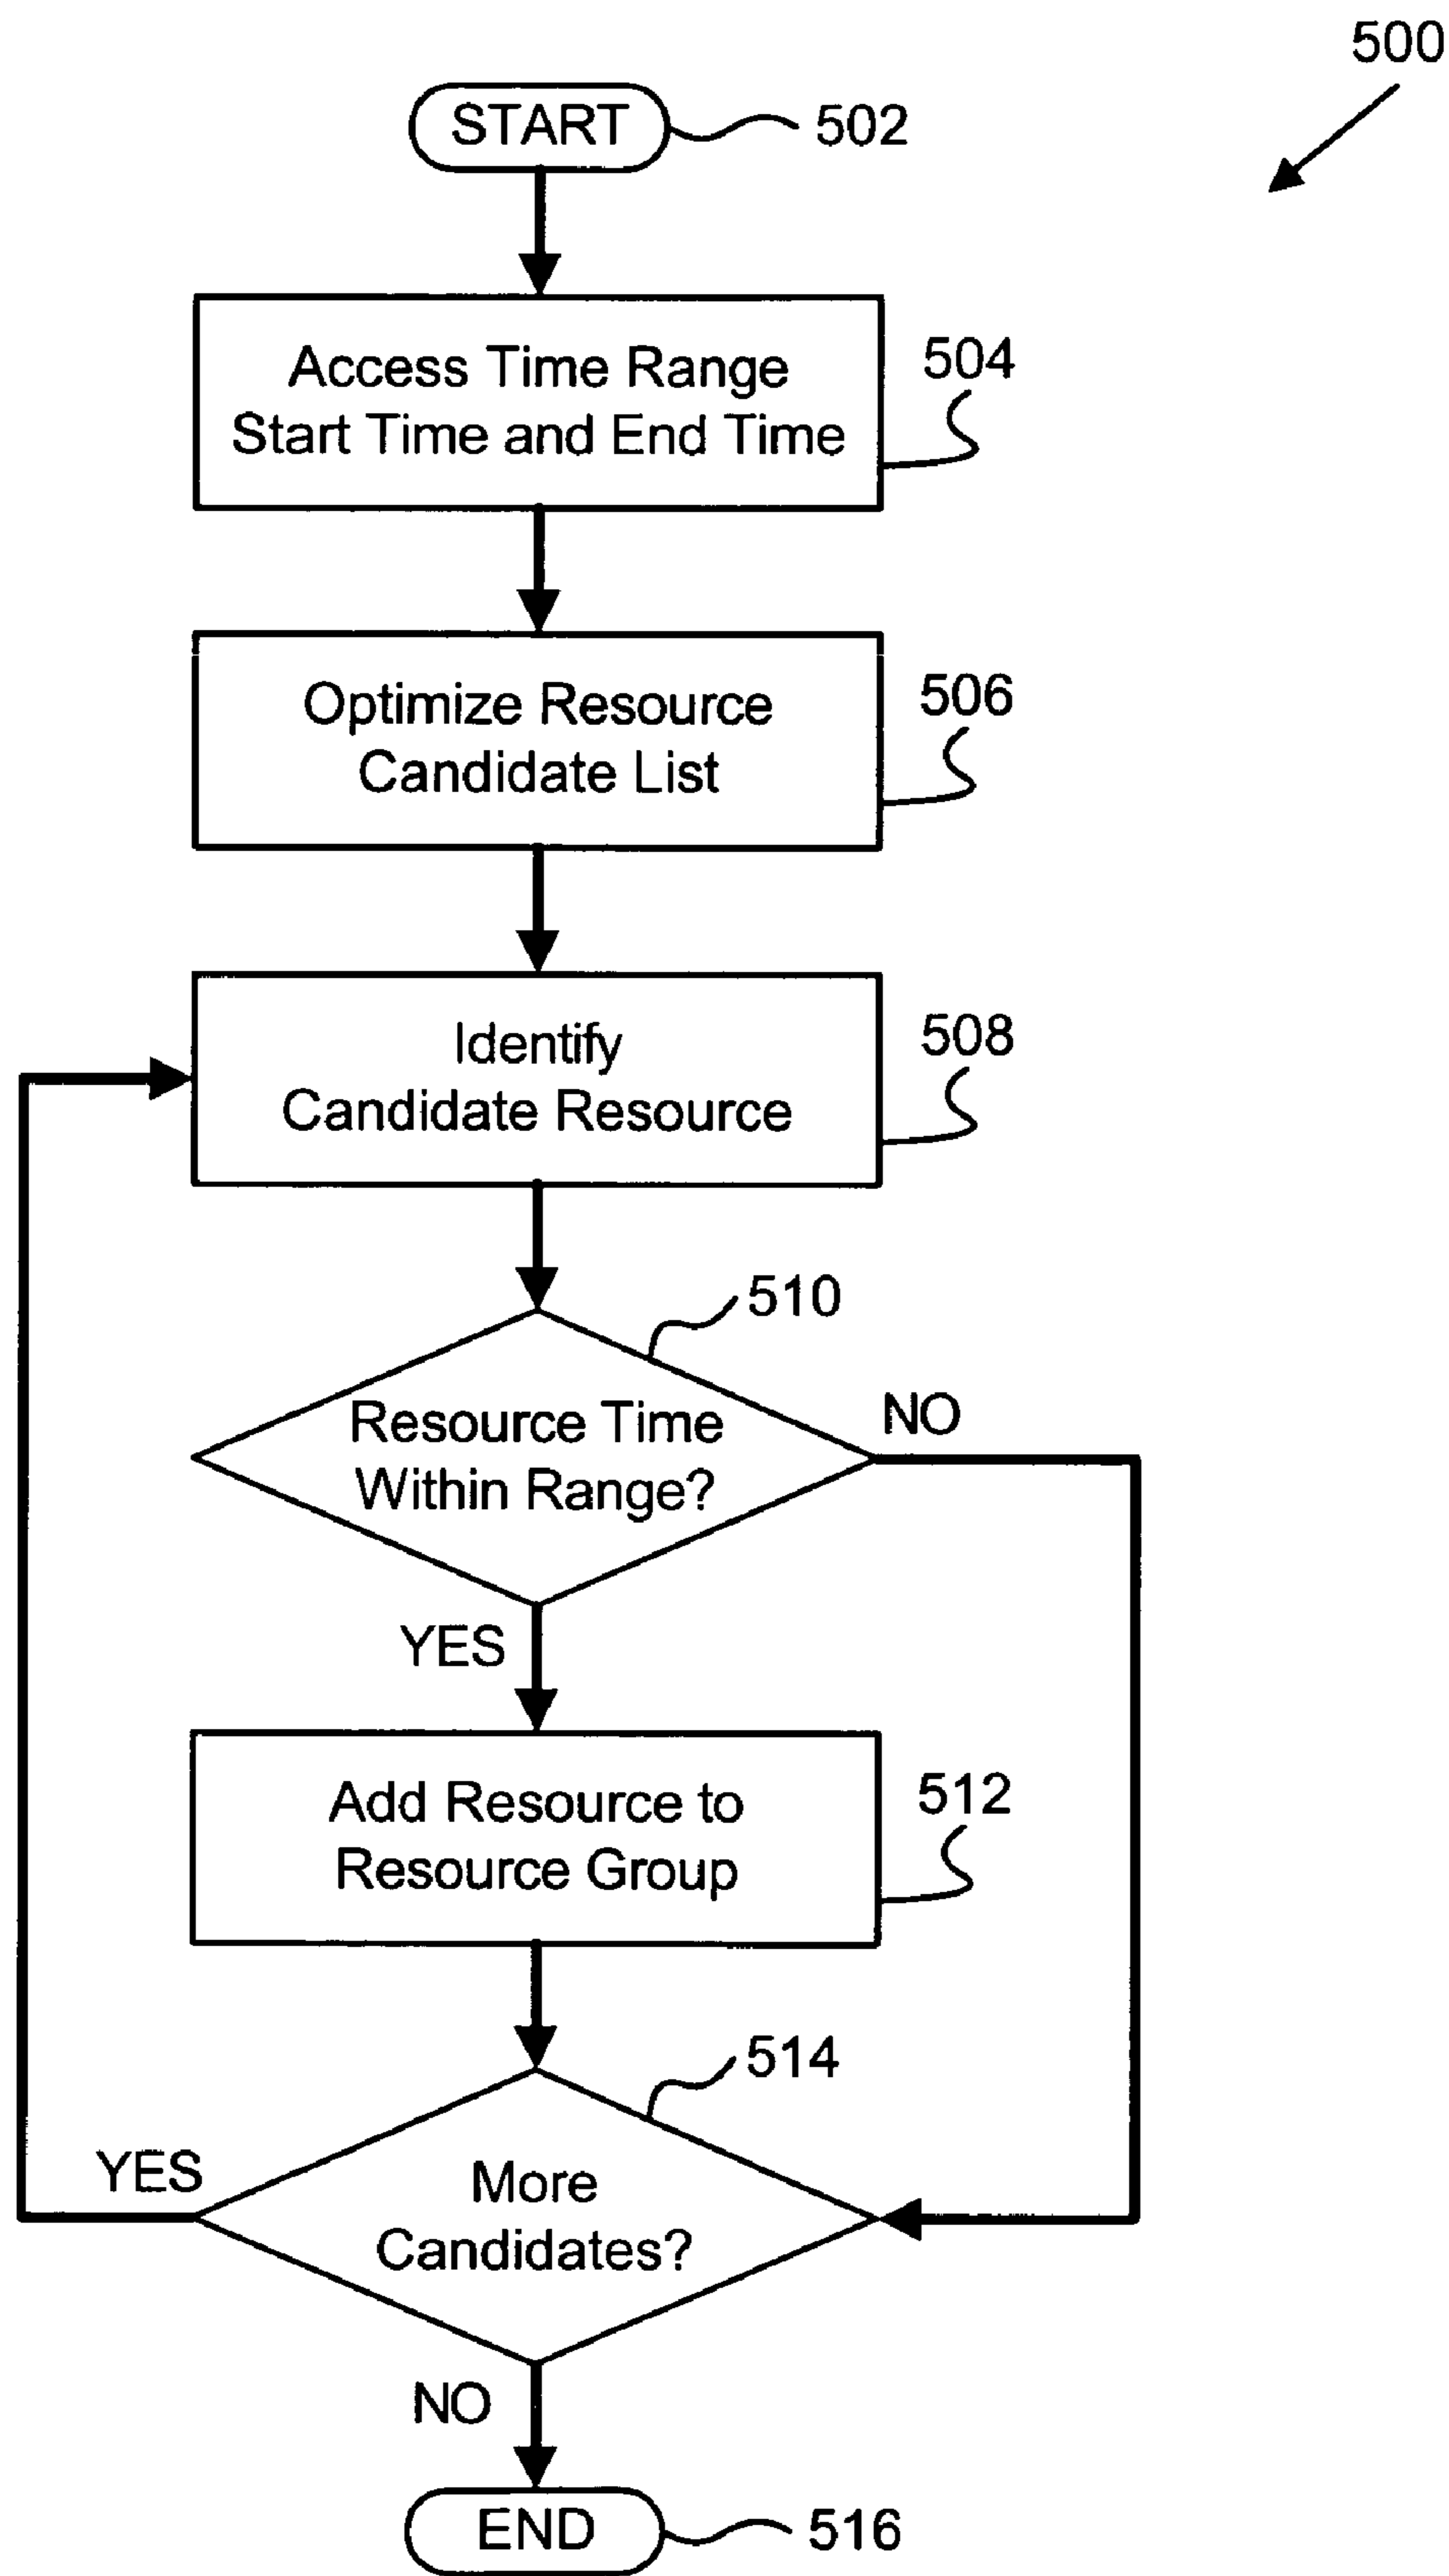 500
START
502
Access Time Range
Start Time and End Time
504
Optimize Resource
Candidate List
506
Identify
Candidate Resource
508
510
Resource Time
Within Range?
NO
YES
Add Resource to
Resource Group
512
514
YES
More
Candidates?
NO
END
516